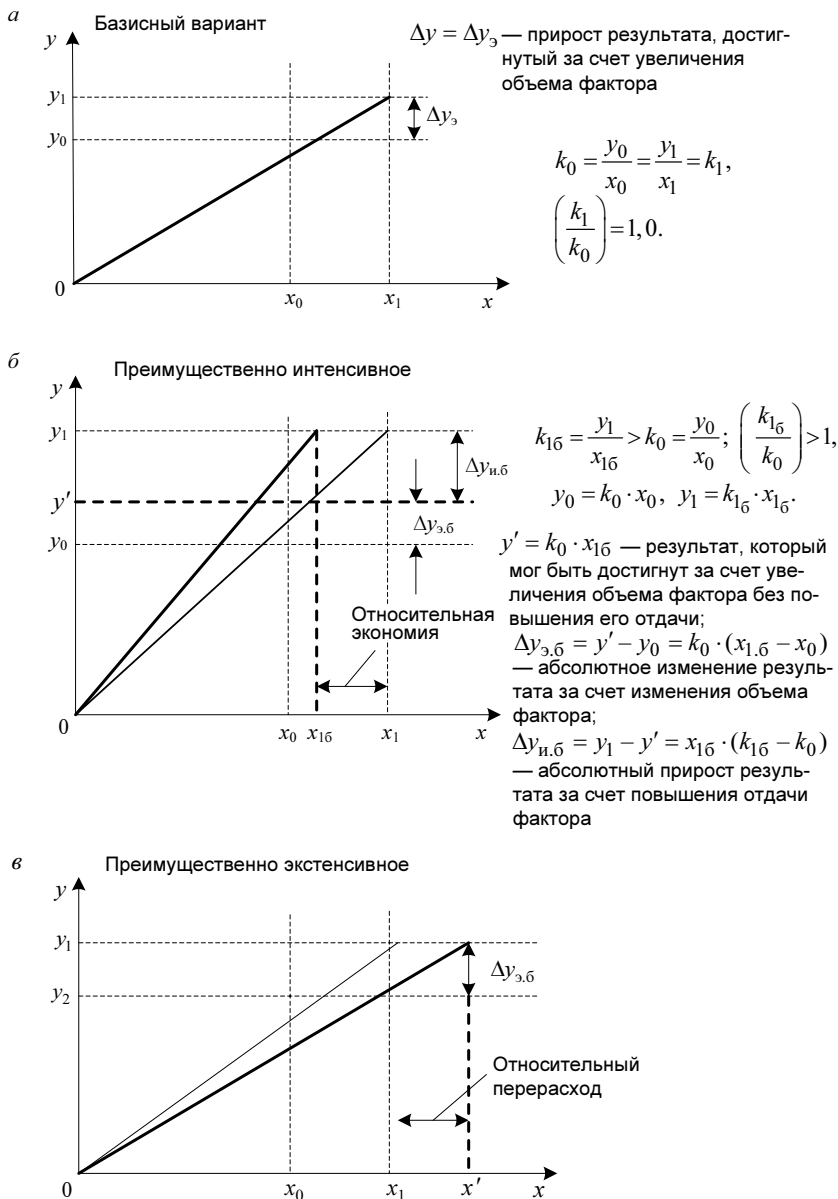 а
Базисный вариант
y
y₁
y₀
Δyэ
0
x₀
x₁
x
Δy = Δyэ — прирост результата, достиг-
нутый за счет увеличения
объема фактора
k₀ = y₀/x₀ = y₁/x₁ = k₁,
(k₁/k₀) = 1,0.
б
Преимущественно интенсивное
y
y₁
y′
y₀
Δyи.б
Δyэ.б
Относительная
экономия
0
x₀
x₁б
x₁
x
k₁б = y₁/x₁б > k₀ = y₀/x₀; (k₁б/k₀) > 1,
y₀ = k₀ · x₀, y₁ = k₁б · x₁б.
y′ = k₀ · x₁б — результат, который
мог быть достигнут за счет уве-
личения объема фактора без по-
вышения его отдачи;
Δyэ.б = y′ − y₀ = k₀ · (x₁.б − x₀)
— абсолютное изменение резуль-
тата за счет изменения объема
фактора;
Δyи.б = y₁ − y′ = x₁б · (k₁б − k₀)
— абсолютный прирост резуль-
тата за счет повышения отдачи
фактора
в
Преимущественно экстенсивное
y
y₁
y₂
Δyэ.б
Относительный
перерасход
0
x₀
x₁
x′
x